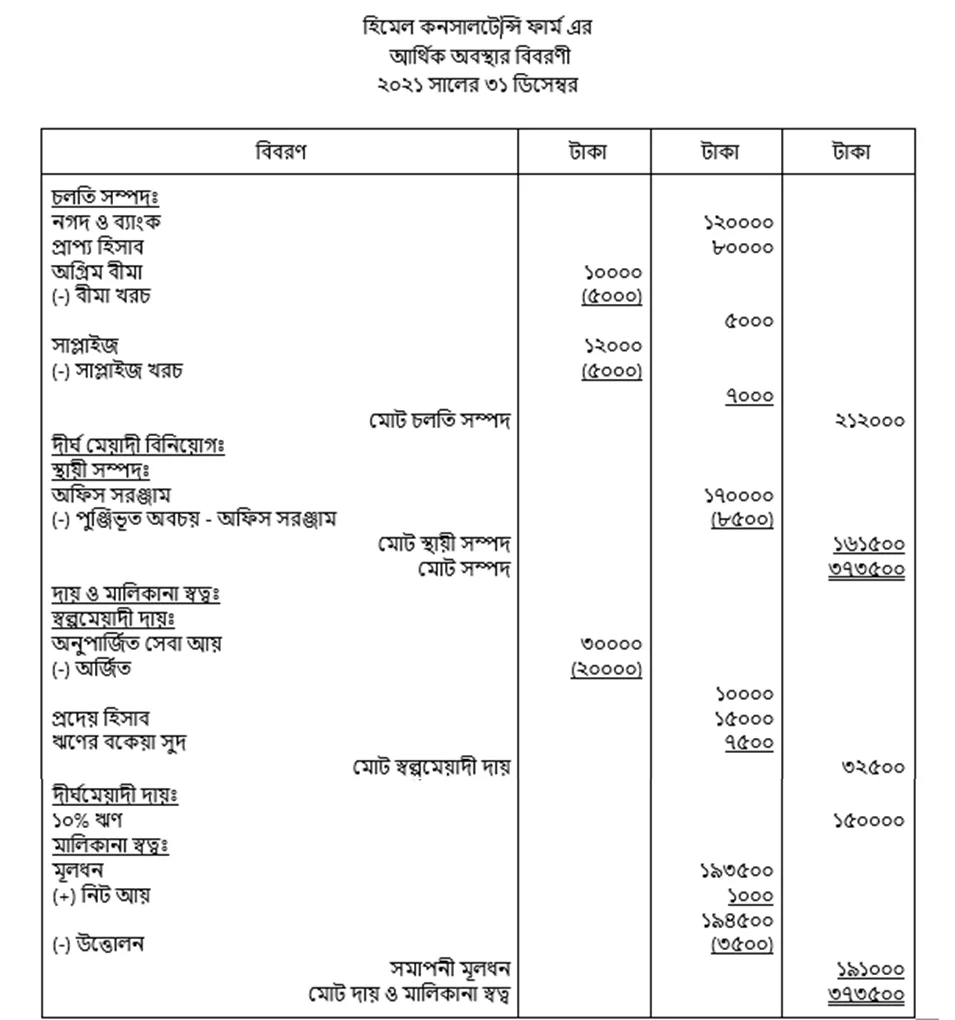 হিমেল কনসালটেন্সি ফার্ম এর
আর্থিক অবস্থার বিবরণী
২০২১ সালের ৩১ ডিসেম্বর
বিবরণ টাকা টাকা টাকা
চলতি সম্পদঃ
নগদ ও ব্যাংক ১২০০০০
প্রাপ্য হিসাব ৮০০০০
অগ্রিম বীমা ১০০০০
(-) বীমা খরচ (৫০০০)
৫০০০
সাপ্লাইজ ১২০০০
(-) সাপ্লাইজ খরচ (৫০০০)
৭০০০
মোট চলতি সম্পদ ২১২০০০
দীর্ঘ মেয়াদী বিনিয়োগঃ
স্থায়ী সম্পদঃ
অফিস সরঞ্জাম ১৭০০০০
(-) পুঞ্জিভূত অবচয় - অফিস সরঞ্জাম (৮৫০০)
মোট স্থায়ী সম্পদ ১৬১৫০০
মোট সম্পদ ৩৭৩৫০০
দায় ও মালিকানা স্বত্বঃ
স্বল্পমেয়াদী দায়ঃ
অনুপার্জিত সেবা আয় ৩০০০০
(-) অর্জিত (২০০০০)
১০০০০
প্রদেয় হিসাব ১৫০০০
ঋণের বকেয়া সুদ ৭৫০০
মোট স্বল্পমেয়াদী দায় ৩২৫০০
দীর্ঘমেয়াদী দায়ঃ
১০% ঋণ ১৫০০০০
মালিকানা স্বত্বঃ
মূলধন ১৯৩৫০০
(+) নিট আয় ১০০০
১৯৪৫০০
(-) উত্তোলন (৩৫০০)
সমাপনী মূলধন ১৯১০০০
মোট দায় ও মালিকানা স্বত্ব ৩৭৩৫০০